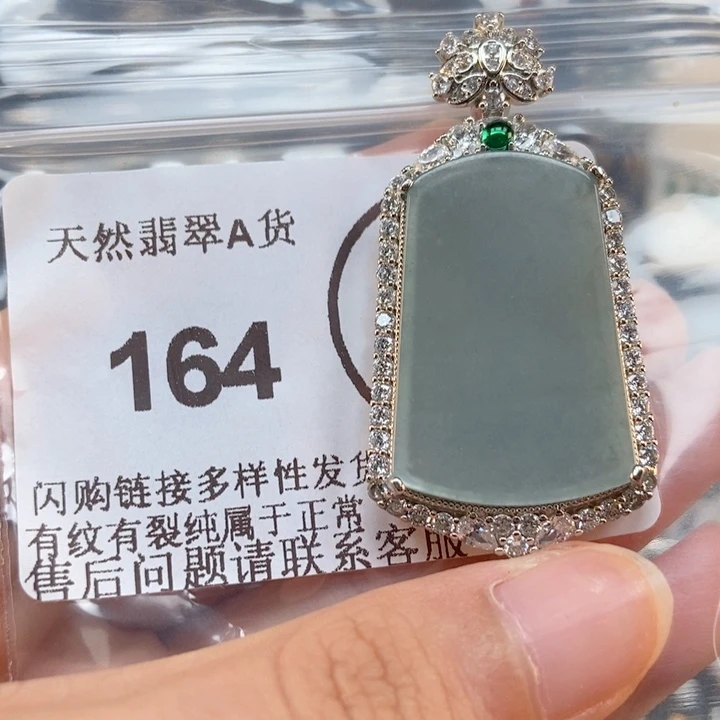 天然翡翠A货
164
闪购链接多样性发货
有纹有裂纯属于正常
售后问题请联系客服